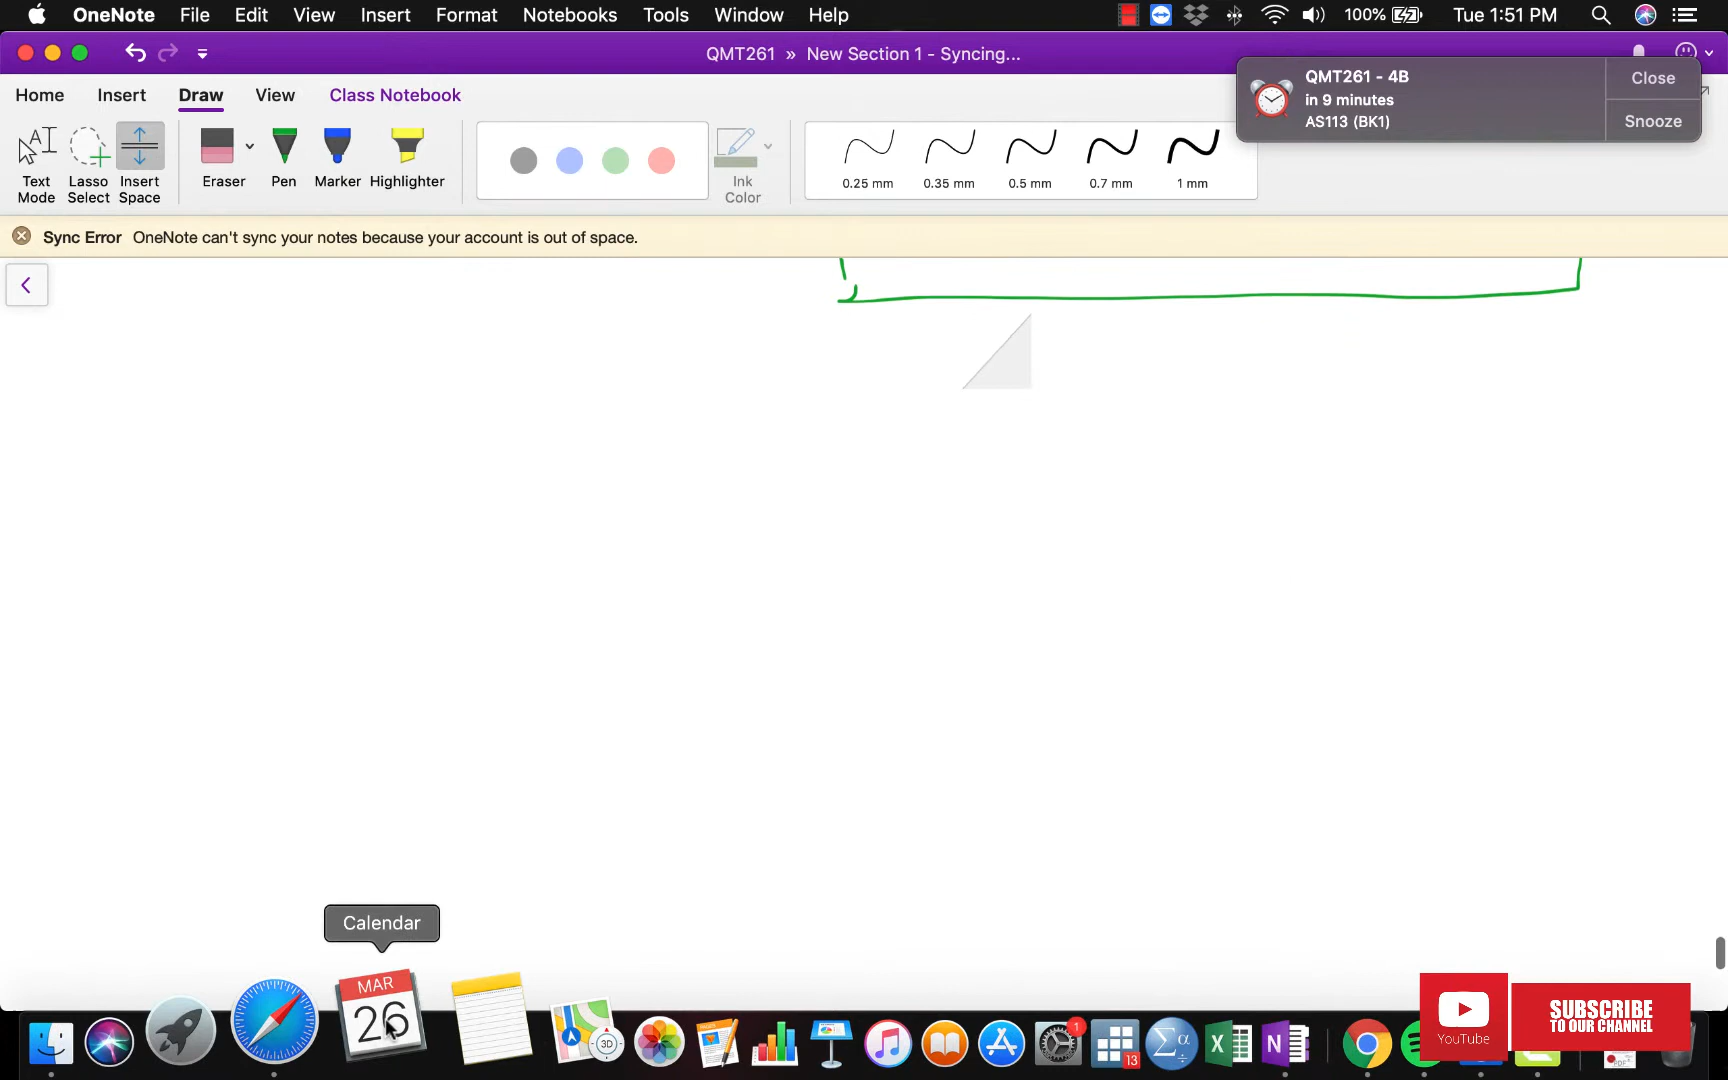 OneNote File Edit View Insert Format Notebooks Tools Window Help 100% Tue 1:51 PM
QMT261 » New Section 1 - Syncing...
Home Insert Draw View Class Notebook
QMT261 - 4B
in 9 minutes
AS113 (BK1)
Close
Snooze
Text Mode
Lasso Select
Insert Space
Eraser
Pen
Marker
Highlighter
Ink Color
0.25 mm
0.35 mm
0.5 mm
0.7 mm
1 mm
Sync Error OneNote can't sync your notes because your account is out of space.
Calendar
MAR
26
3D
1
13
YouTube
SUBSCRIBE
TO OUR CHANNEL